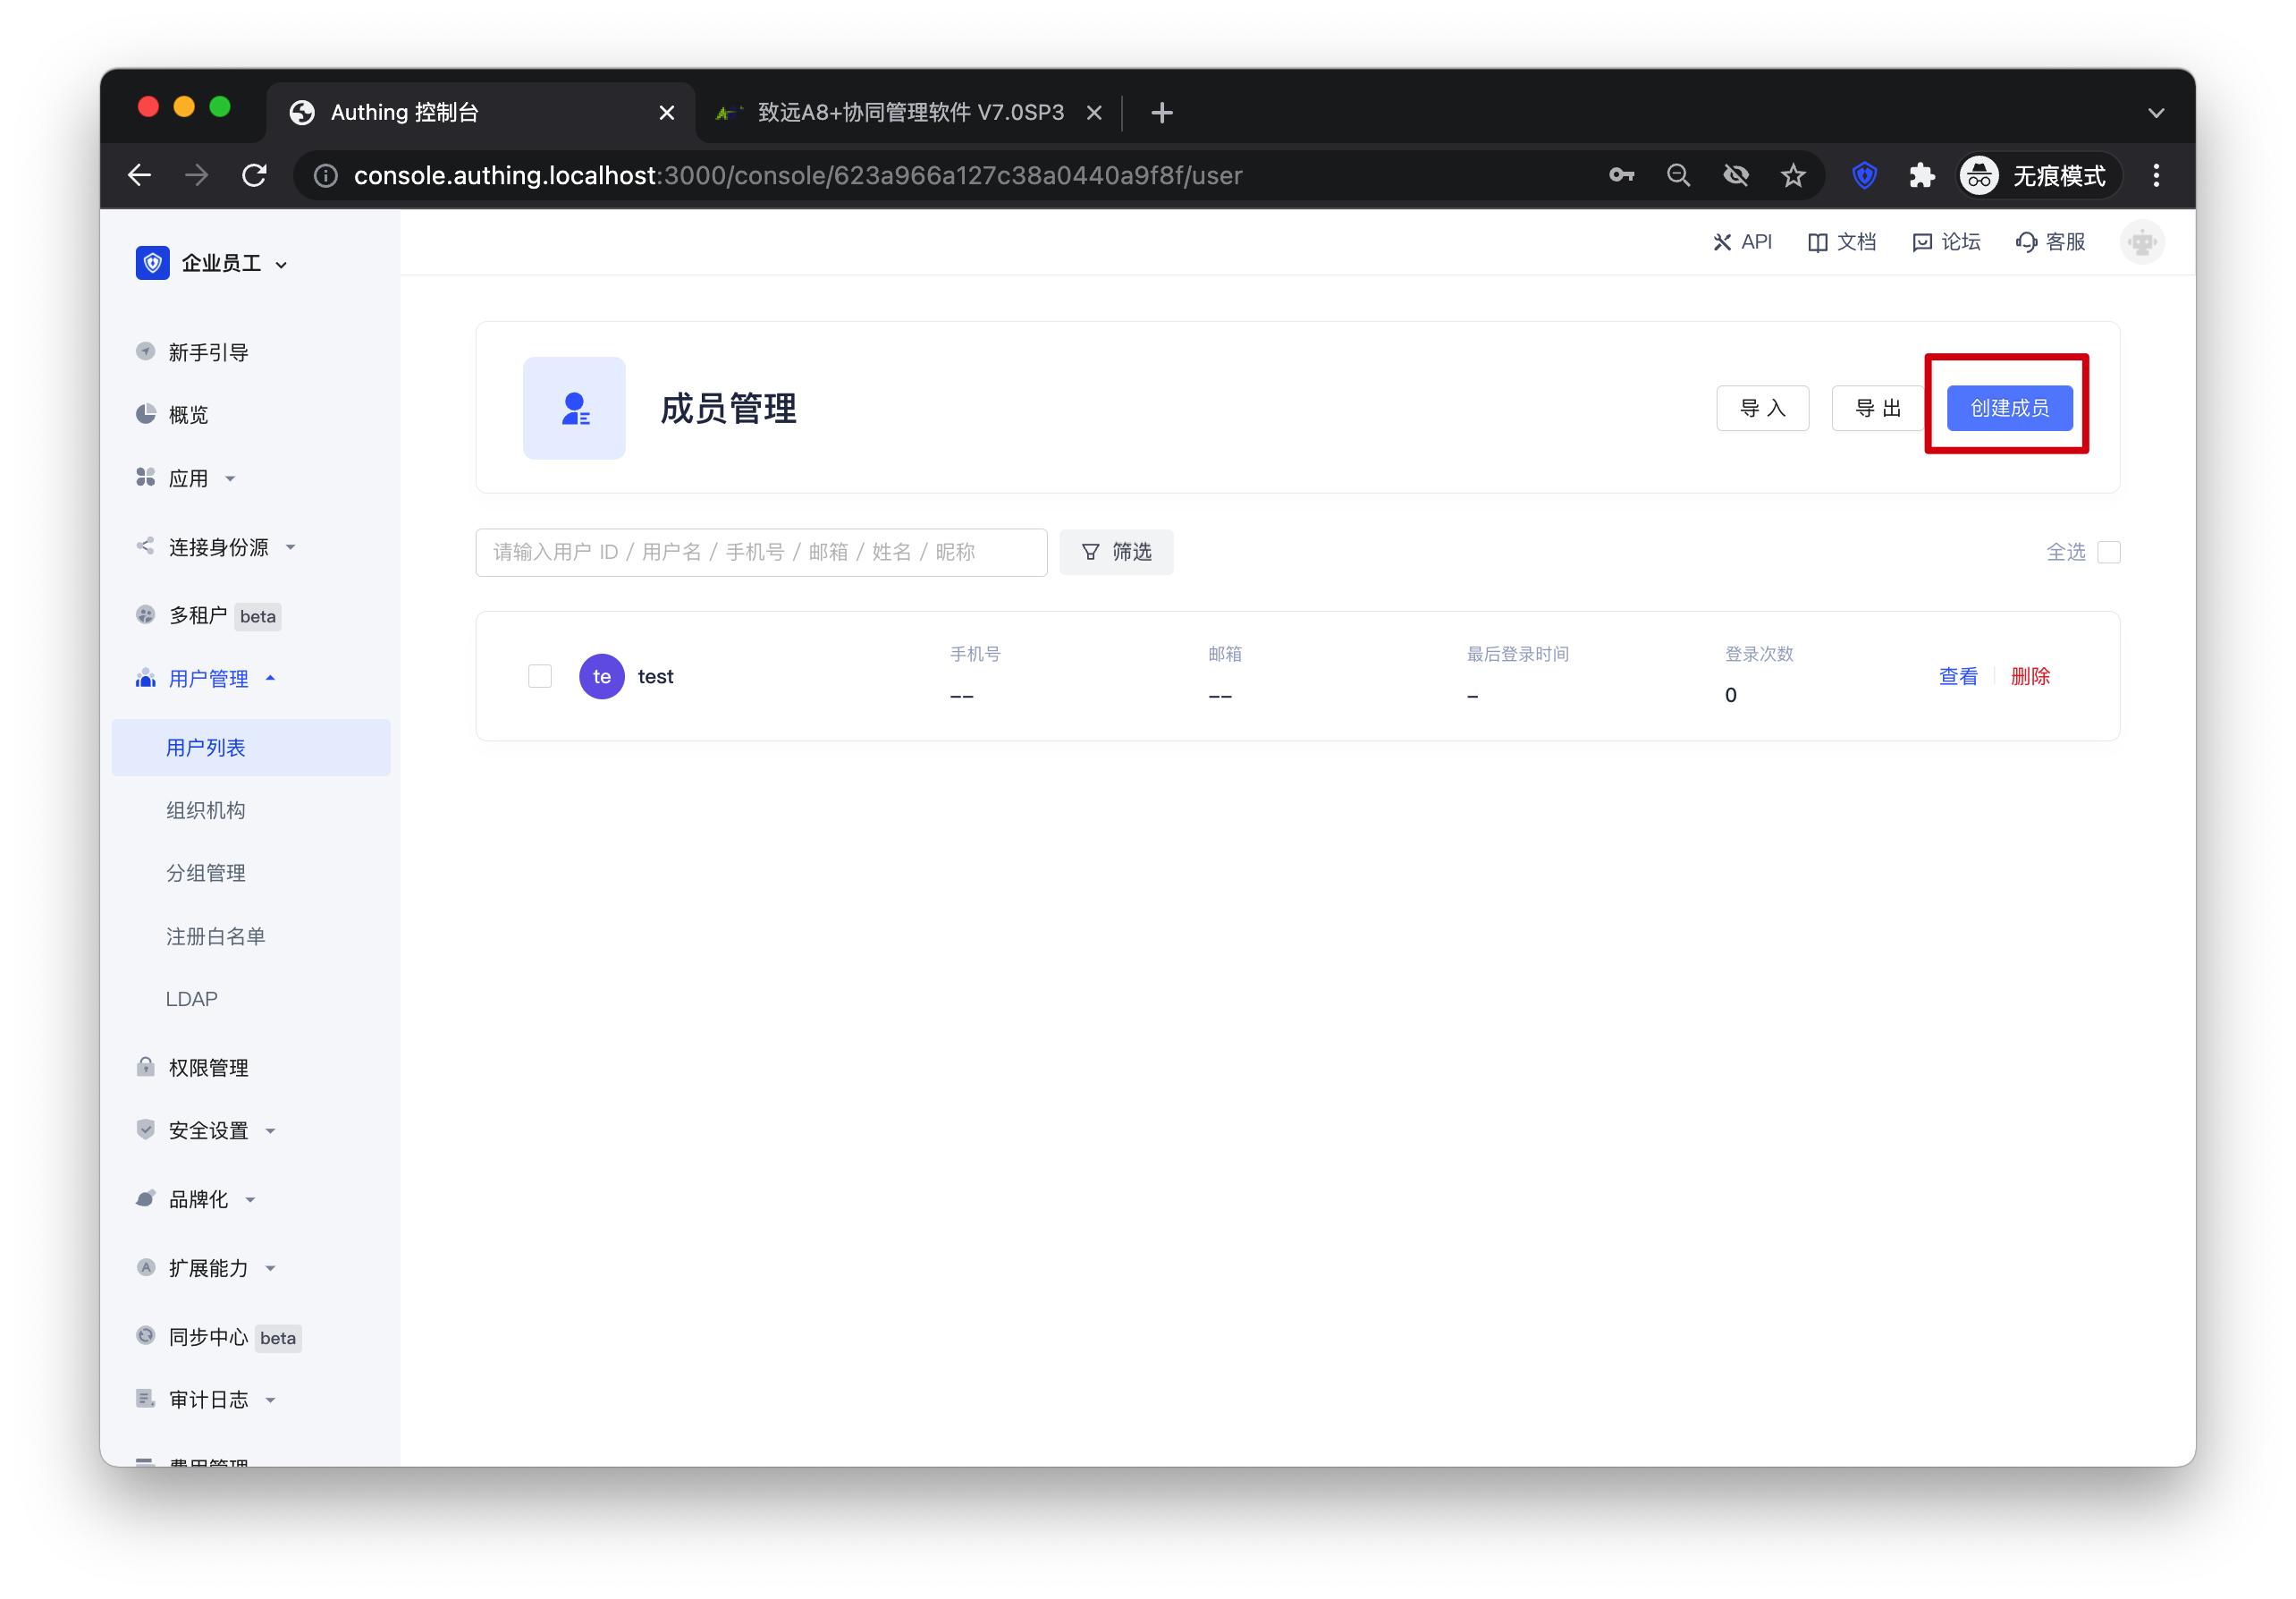 Authing 控制台
致远A8+协同管理软件 V7.0SP3
console.authing.localhost:3000/console/623a966a127c38a0440a9f8f/user
无痕模式
企业员工
API 文档 论坛 客服
新手引导
概览
应用
连接身份源
多租户 beta
用户管理
用户列表
组织机构
分组管理
注册白名单
LDAP
权限管理
安全设置
品牌化
A 扩展能力
同步中心 beta
审计日志
费用管理
成员管理
导 入 导 出 创建成员
请输入用户 ID / 用户名 / 手机号 / 邮箱 / 姓名 / 昵称
筛选
全选
te test
手机号 邮箱 最后登录时间 登录次数
-- -- - 0
查看 删除